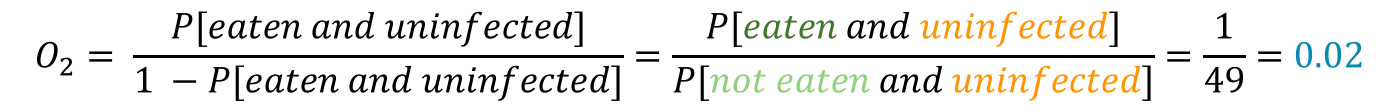 O₂ = P[eaten and uninfected] / 1 − P[eaten and uninfected] = P[eaten and uninfected] / P[not eaten and uninfected] = 1 / 49 = 0.02